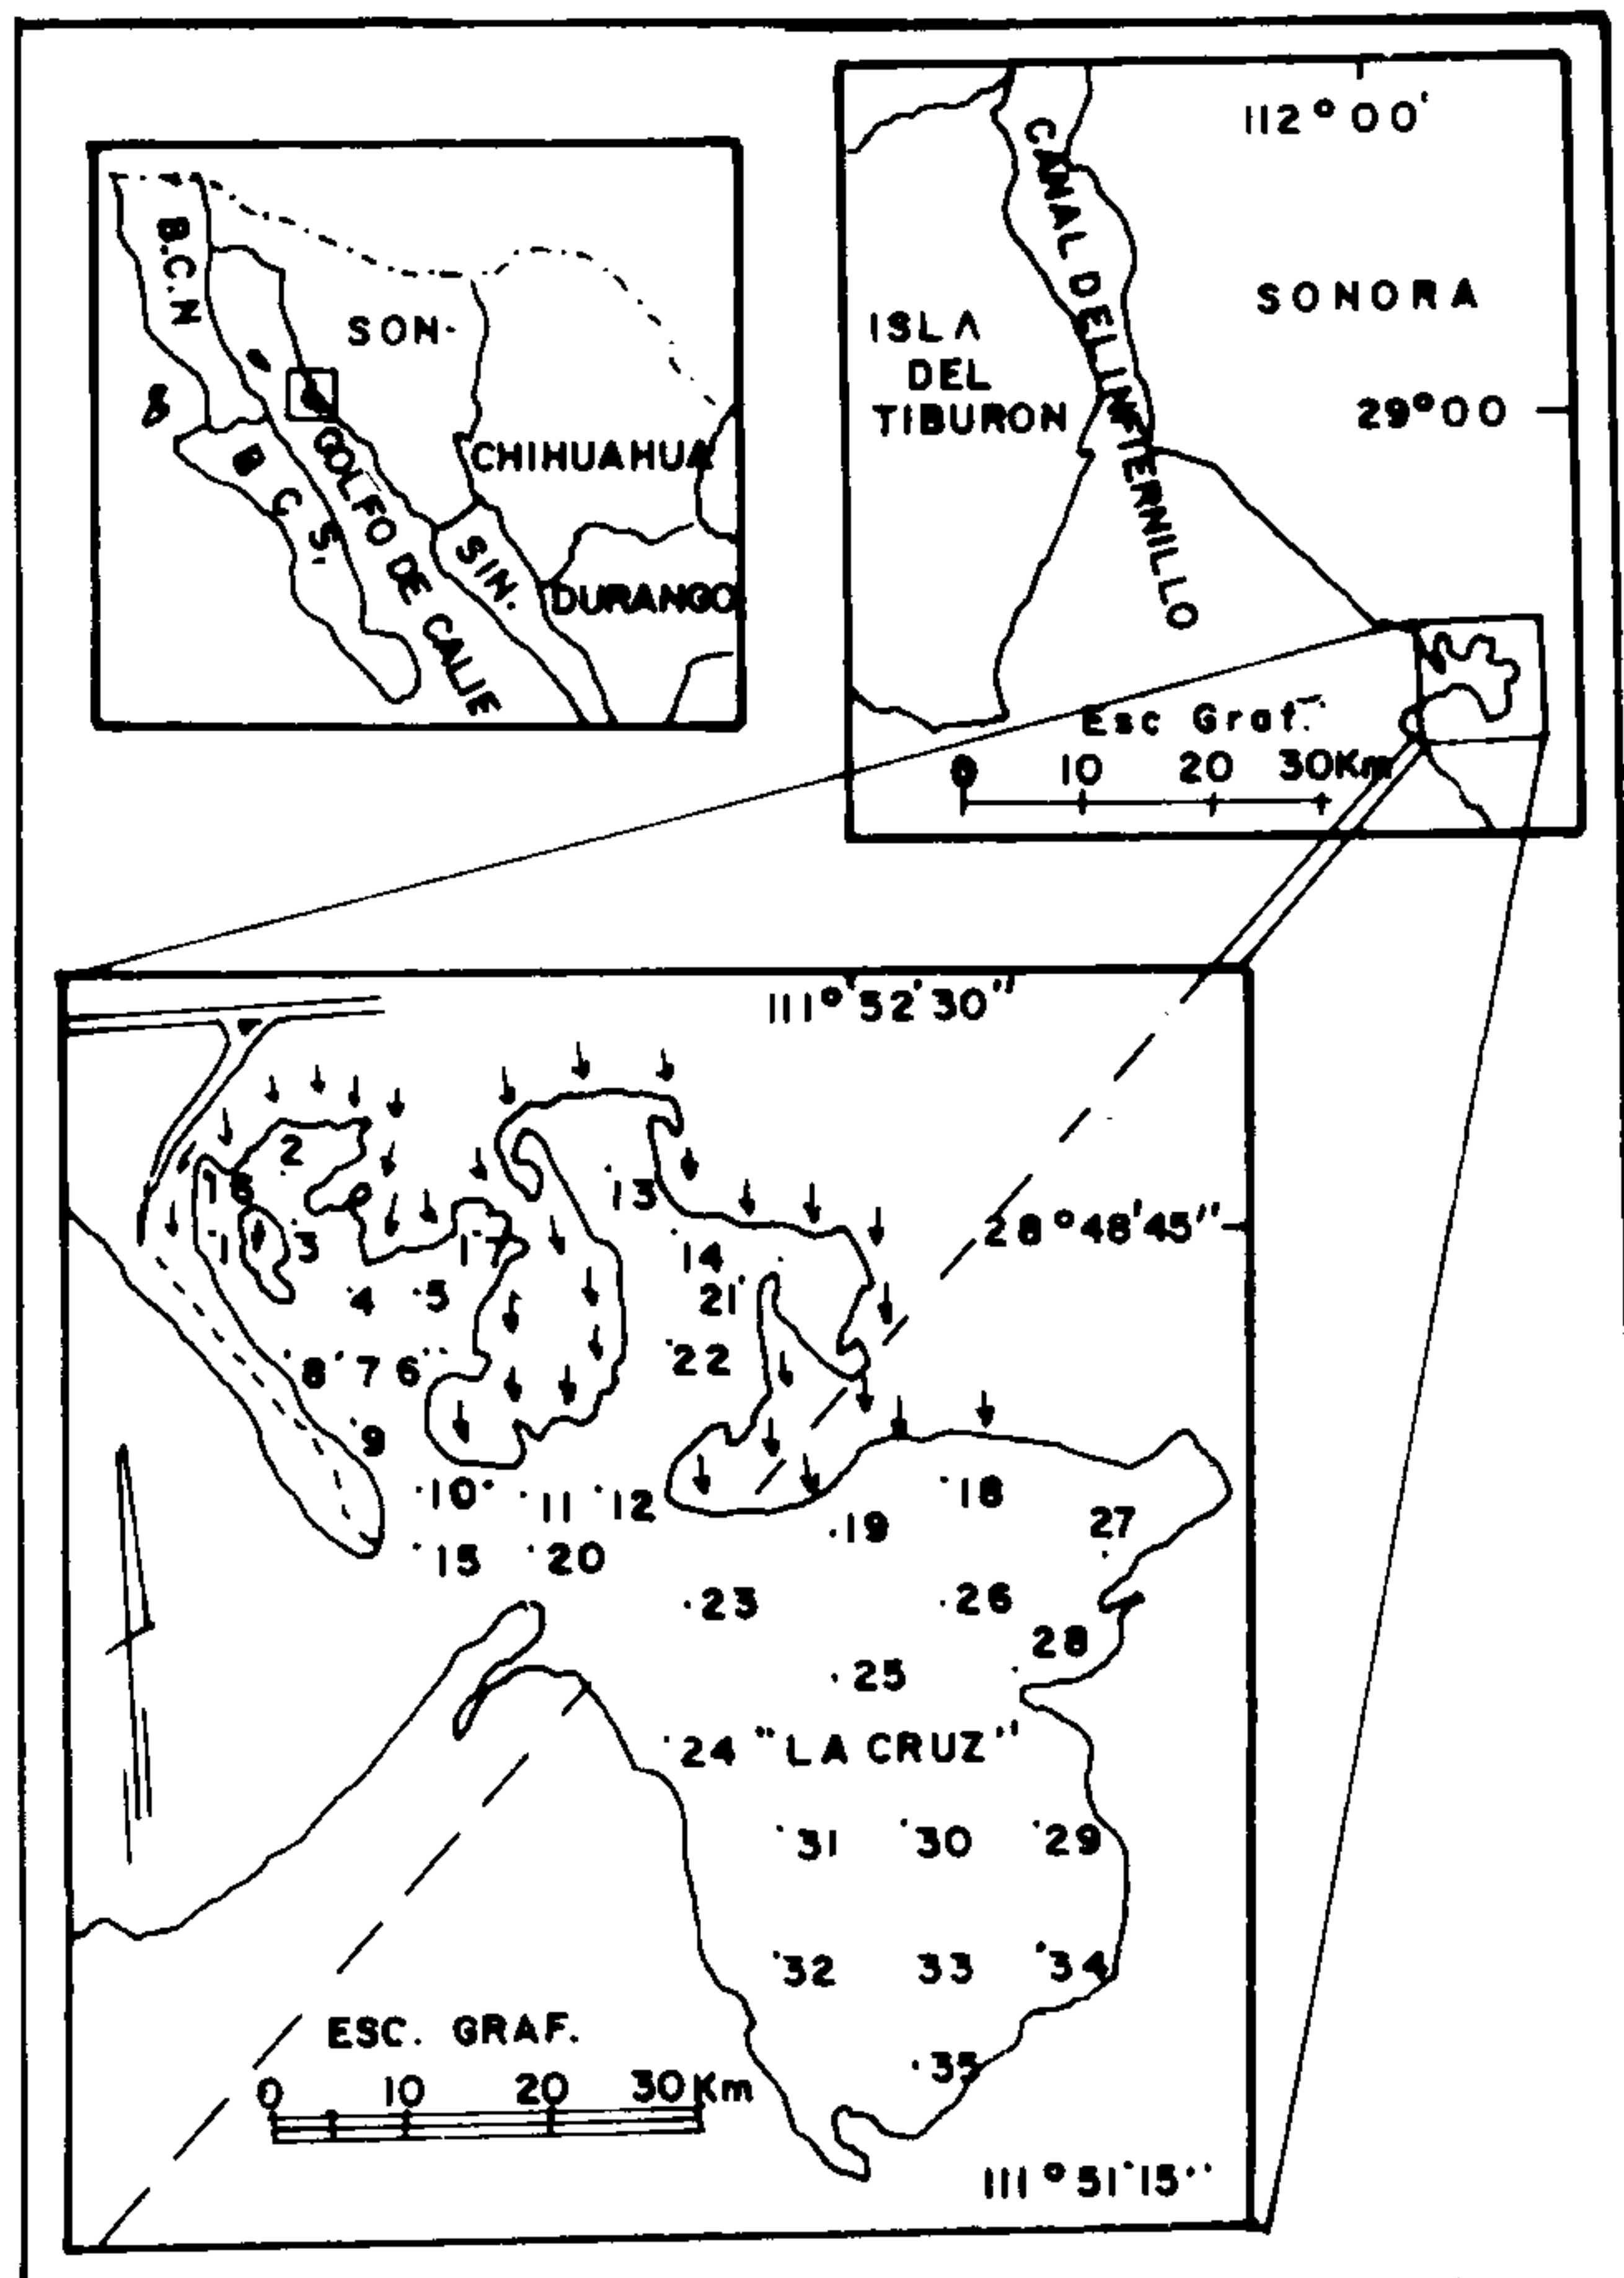 B.C.N
SON.
CHIHUAHUA
B. C. S.
GOLFO DE CALIF
SIN.
DURANGO
112°00'
CANAL DEL INFIERNILLO
SONORA
ISLA
DEL
TIBURON
29°00
Esc Graf.
0 10 20 30Km
111°52'30"
2
16
13
1
3
17
14
28°48'45"
4
5
21
8 7 6
22
9
10 11 12
18
19
27
15 20
23
26
28
25
24 "LA CRUZ"
31 30 29
32 33 34
ESC. GRAF.
35
0 10 20 30 Km
111°51'15"